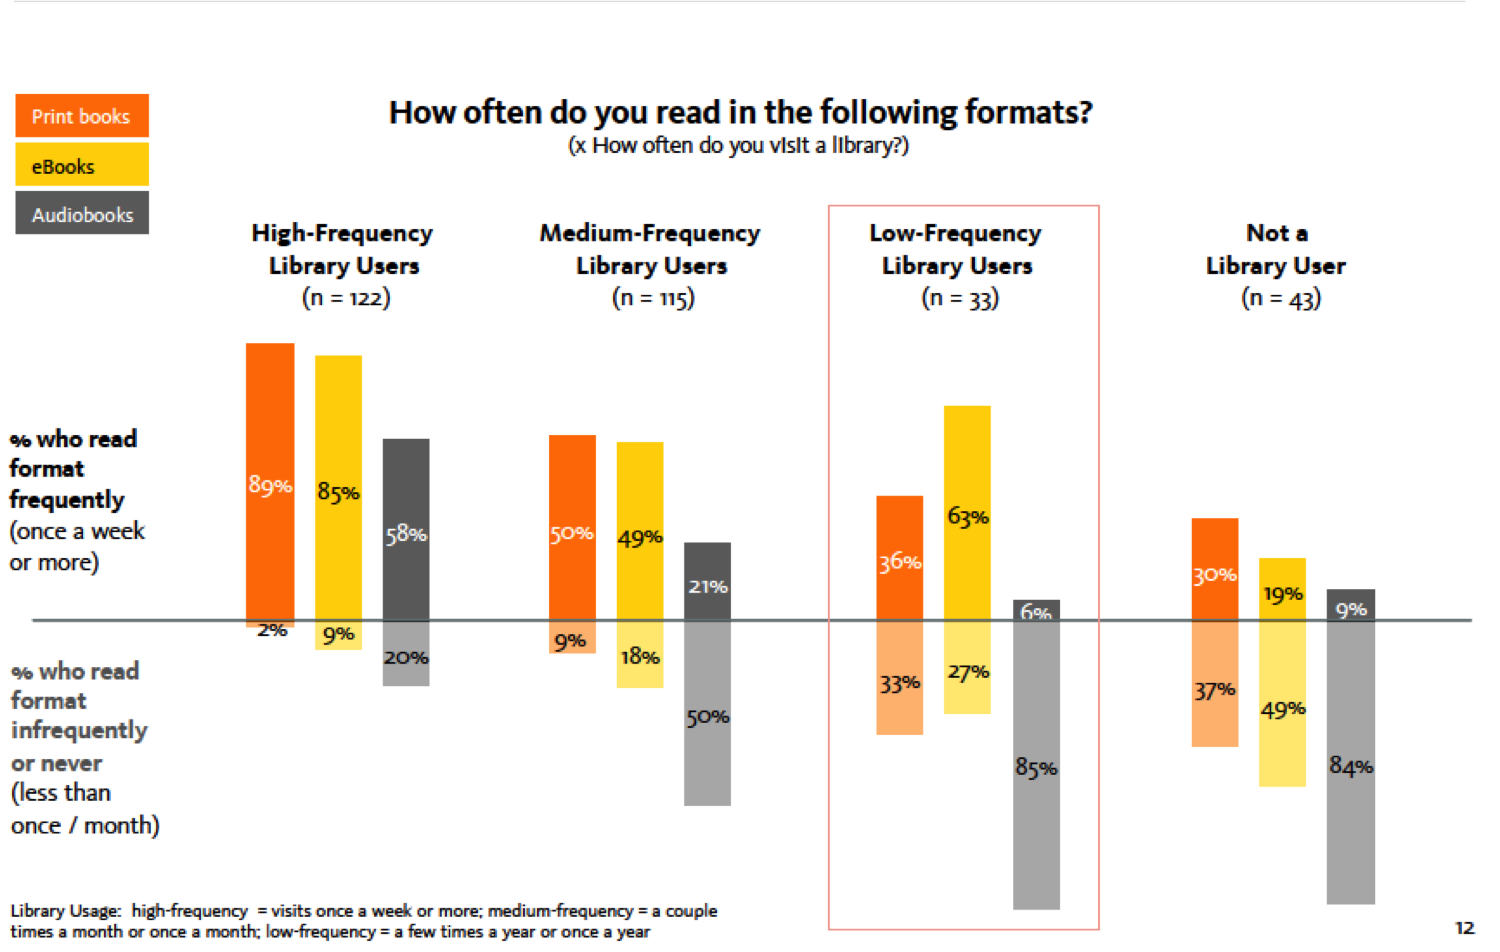 Print books
eBooks
Audiobooks
How often do you read in the following formats?
(x How often do you visit a library?)
High-Frequency
Library Users
(n = 122)
Medium-Frequency
Library Users
(n = 115)
Low-Frequency
Library Users
(n = 33)
Not a
Library User
(n = 43)
% who read
format
frequently
(once a week
or more)
89%
85%
58%
50%
49%
21%
36%
63%
6%
30%
19%
9%
% who read
format
infrequently
or never
(less than
once / month)
2%
9%
20%
9%
18%
50%
33%
27%
85%
37%
49%
84%
Library Usage: high-frequency = visits once a week or more; medium-frequency = a couple
times a month or once a month; low-frequency = a few times a year or once a year
12